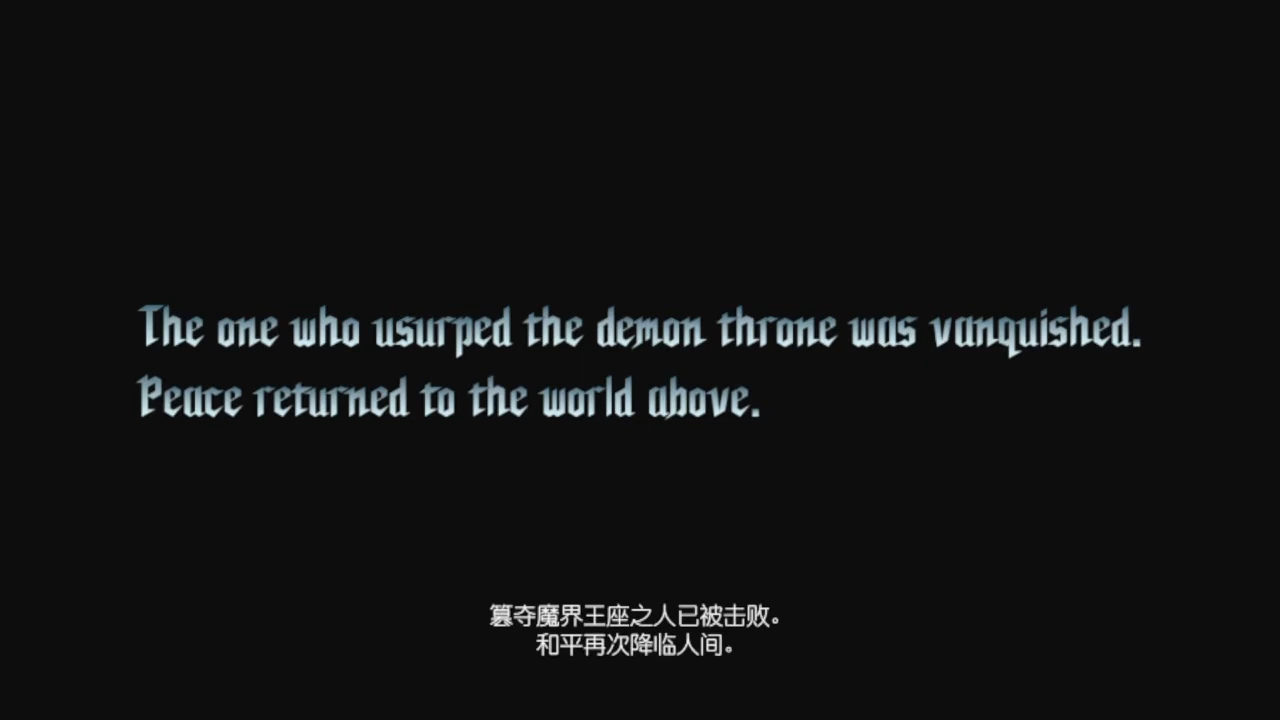 The one who usurped the demon throne was vanquished.
Peace returned to the world above.
篡夺魔界王座之人已被击败。
和平再次降临人间。